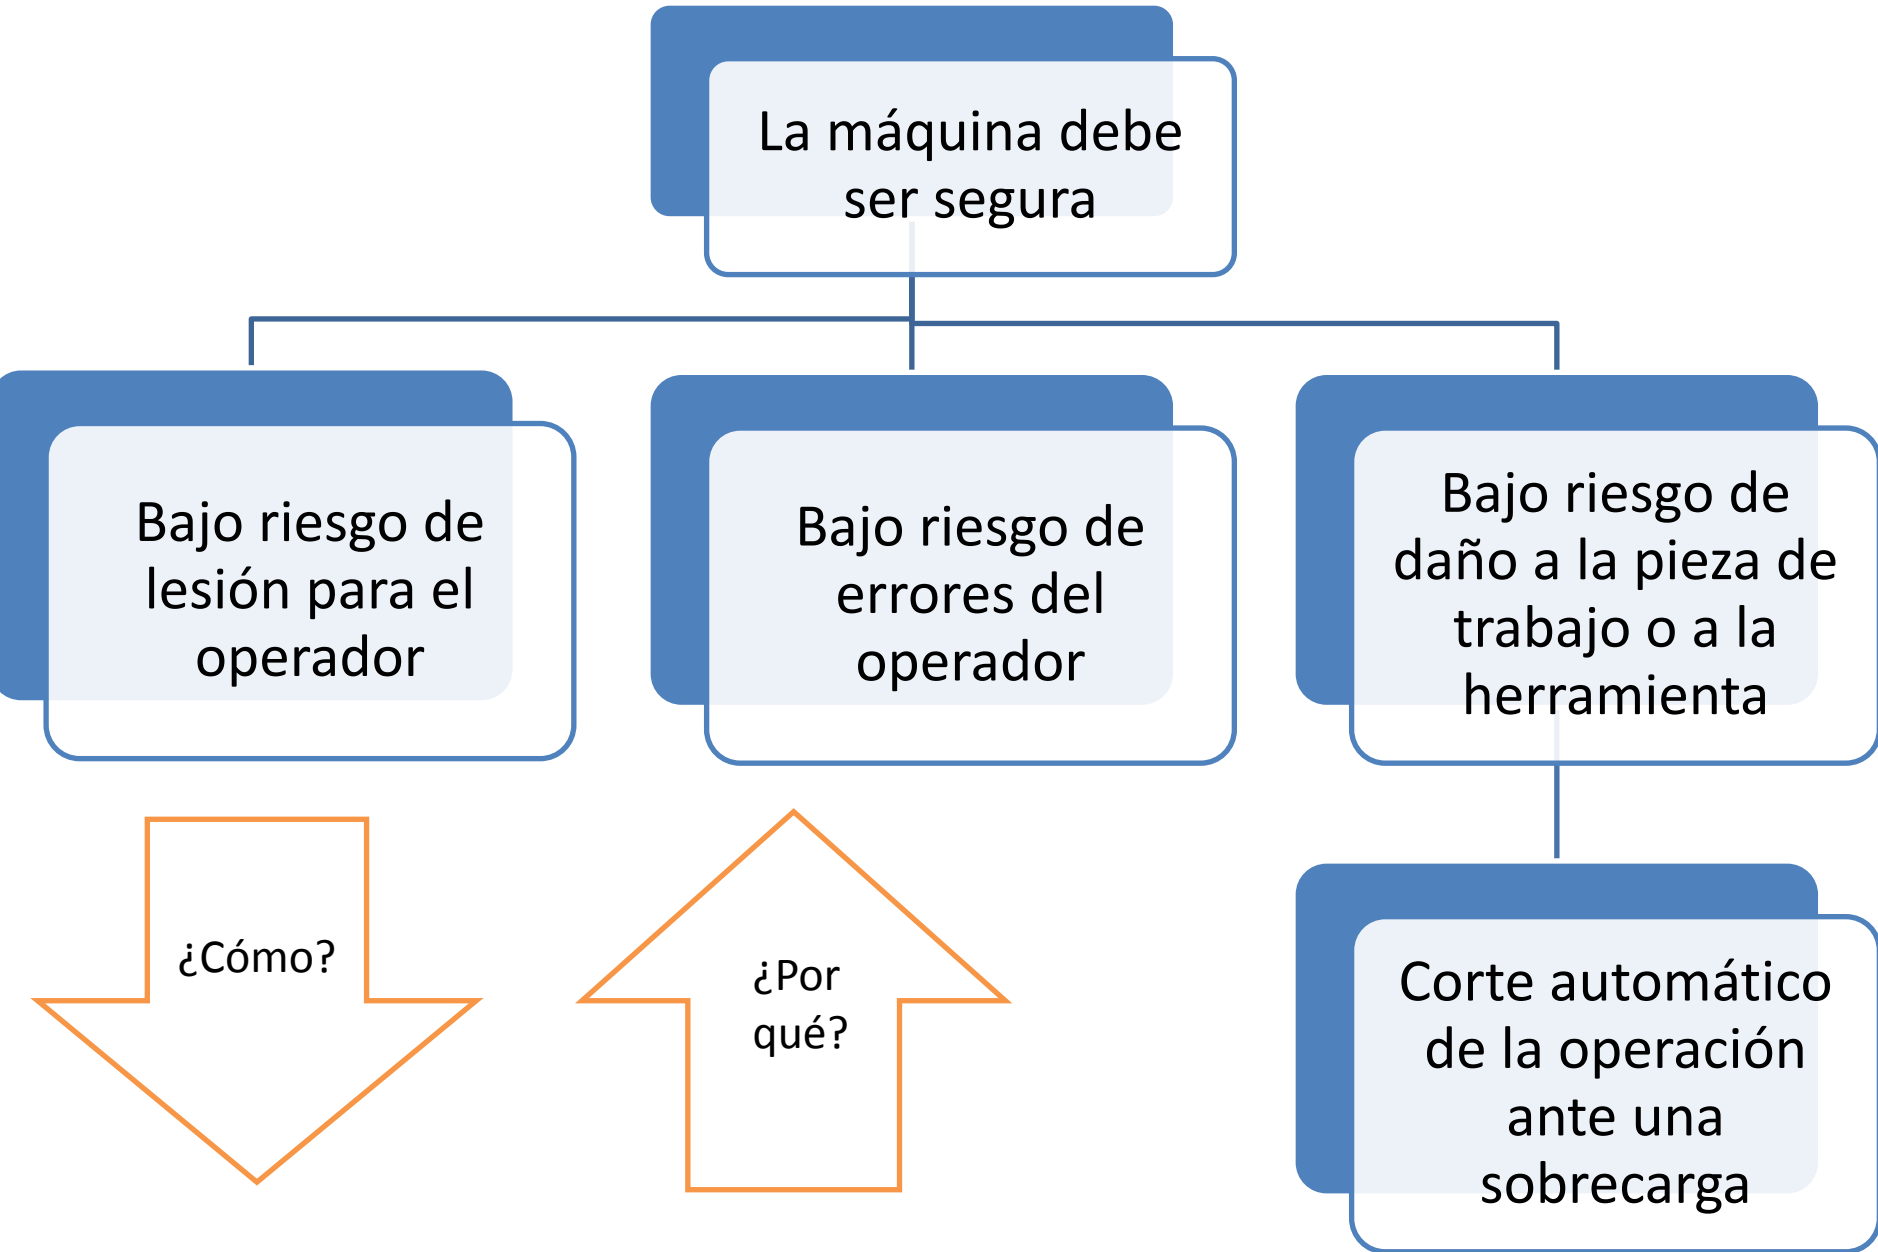 La máquina debe
ser segura
Bajo riesgo de
lesión para el
operador
Bajo riesgo de
errores del
operador
Bajo riesgo de
daño a la pieza de
trabajo o a la
herramienta
¿Cómo?
¿Por
qué?
Corte automático
de la operación
ante una
sobrecarga